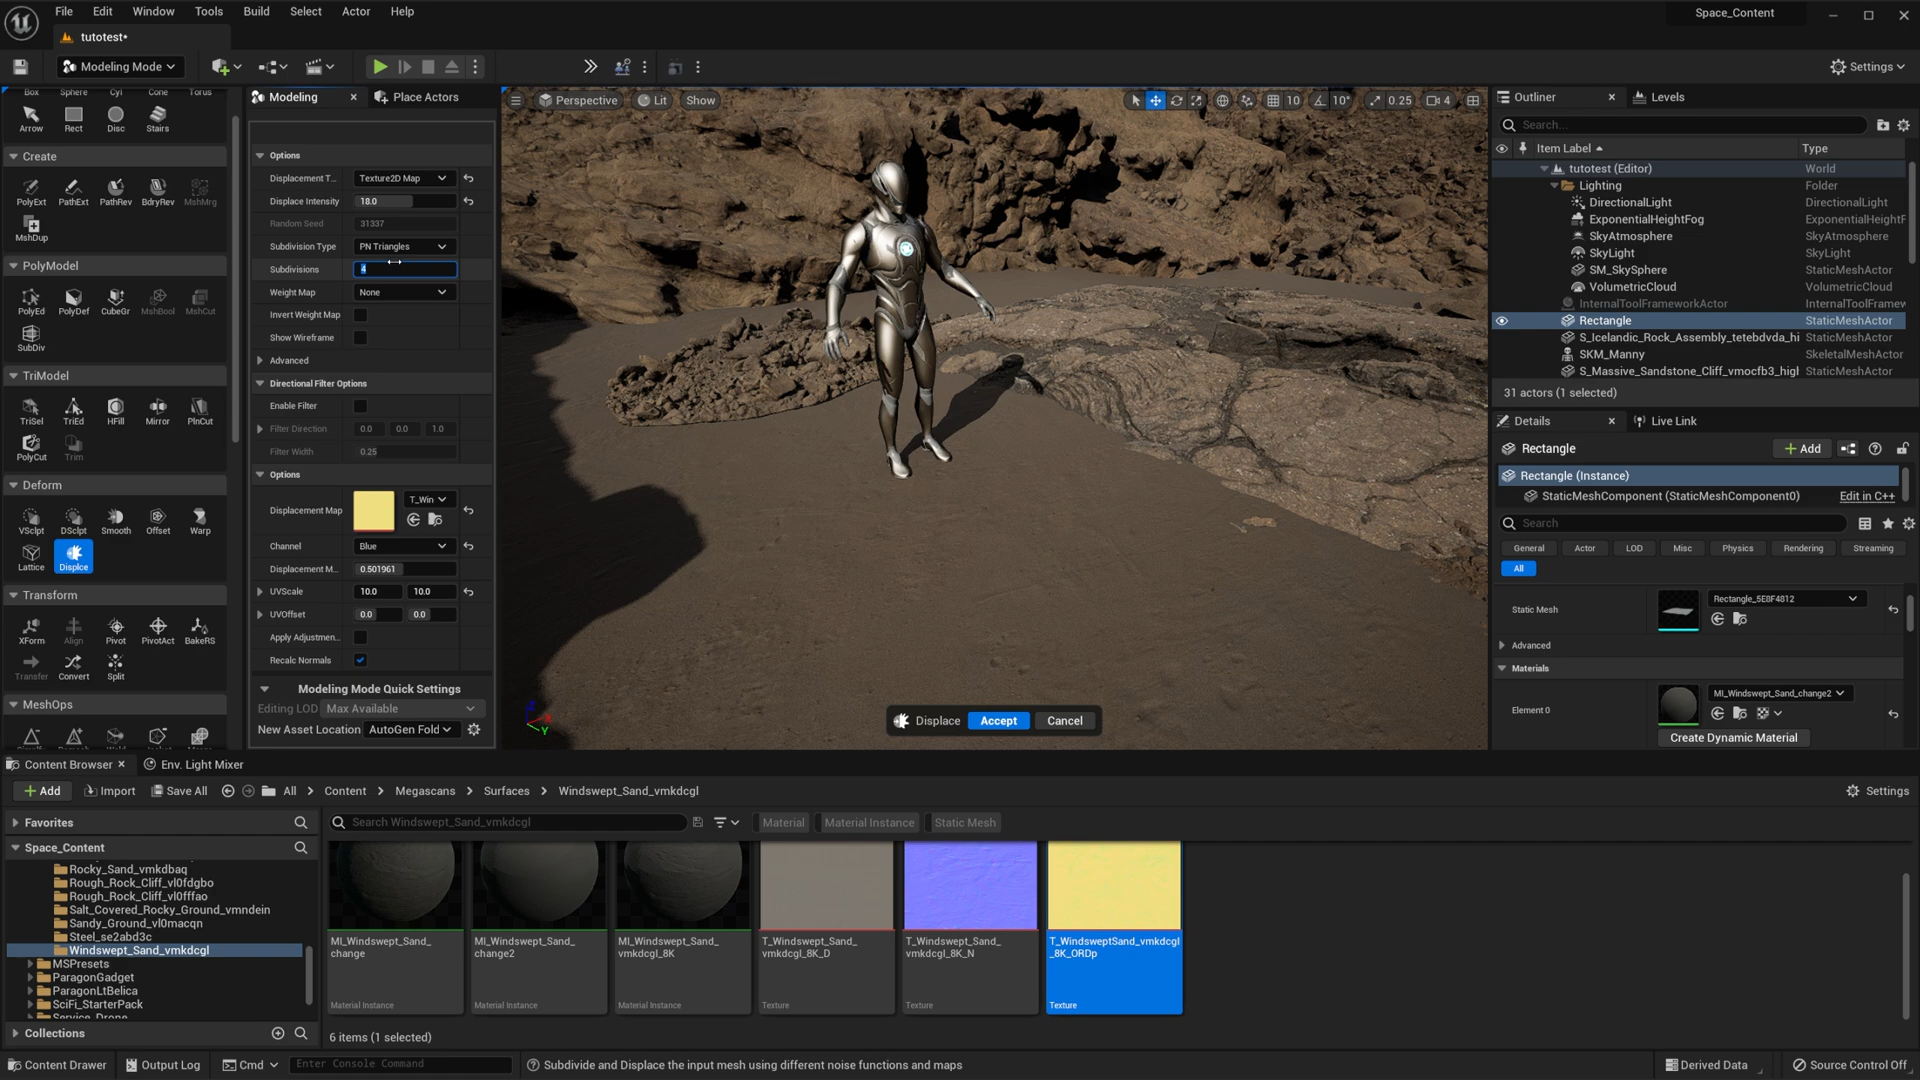 File Edit Window Tools Build Select Actor Help
Space_Content
tutotest*
Modeling Mode
Settings
Box Sphere Cyl Cone Torus
Arrow Rect Disc Stairs
Create
PolyExt PathExt PathRev BdryRev MshMrg
MshDup
PolyModel
PolyEd PolyDef CubeGr MshBool MshCut
SubDiv
TriModel
TriSel TriEd HFill Mirror PlnCut
PolyCut Trim
Deform
VSclpt DSclpt Smooth Offset Warp
Lattice Displce
Transform
XForm Align Pivot PivotAct BakeRS
Transfer Convert Split
MeshOps
Modeling
Place Actors
Options
Displacement T... Texture2D Map
Displace Intensity 18.0
Random Seed 31337
Subdivision Type PN Triangles
Subdivisions 4
Weight Map None
Invert Weight Map
Show Wireframe
Advanced
Directional Filter Options
Enable Filter
Filter Direction 0.0 0.0 1.0
Filter Width 0.25
Options
Displacement Map T_Win
Channel Blue
Displacement M... 0.501961
UVScale 10.0 10.0
UVOffset 0.0 0.0
Apply Adjustmen...
Recalc Normals
Modeling Mode Quick Settings
Editing LOD Max Available
New Asset Location AutoGen Fold
Perspective Lit Show
10 10° 0.25 4
Z X Y
Displace Accept Cancel
Outliner Levels
Search...
Item Label Type
tutotest (Editor) World
Lighting Folder
DirectionalLight DirectionalLight
ExponentialHeightFog ExponentialHeightF
SkyAtmosphere SkyAtmosphere
SkyLight SkyLight
SM_SkySphere StaticMeshActor
VolumetricCloud VolumetricCloud
InternalToolFrameworkActor InternalToolFramew
Rectangle StaticMeshActor
S_Icelandic_Rock_Assembly_tetebdvda_hi StaticMeshActor
SKM_Manny SkeletalMeshActor
S_Massive_Sandstone_Cliff_vmocfb3_high StaticMeshActor
31 actors (1 selected)
Details Live Link
Rectangle
Add
Rectangle (Instance)
StaticMeshComponent (StaticMeshComponent0) Edit in C++
Search
General Actor LOD Misc Physics Rendering Streaming
All
Static Mesh Rectangle_5E8F4812
Advanced
Materials
Element 0 MI_Windswept_Sand_change2
Create Dynamic Material
Content Browser
Env. Light Mixer
Add Import Save All All Content Megascans Surfaces Windswept_Sand_vmkdcgl Settings
Favorites
Search Windswept_Sand_vmkdcgl
Material Material Instance Static Mesh
Space_Content
Rocky_Sand_vmkdbaq
Rough_Rock_Cliff_vl0fdgbo
Rough_Rock_Cliff_vl0fffao
Salt_Covered_Rocky_Ground_vmndein
Sandy_Ground_vl0macqn
Steel_se2abd3c
Windswept_Sand_vmkdcgl
MSPresets
ParagonGadget
ParagonLtBelica
SciFi_StarterPack
Service_Drone
Collections
MI_Windswept_Sand_
change
Material Instance
MI_Windswept_Sand_
change2
Material Instance
MI_Windswept_Sand_
vmkdcgl_8K
Material Instance
T_Windswept_Sand_
vmkdcgl_8K_D
Texture
T_Windswept_Sand_
vmkdcgl_8K_N
Texture
T_WindsweptSand_vmkdcgl
_8K_ORDp
Texture
6 items (1 selected)
Content Drawer Output Log Cmd Enter Console Command
Subdivide and Displace the input mesh using different noise functions and maps
Derived Data Source Control Off